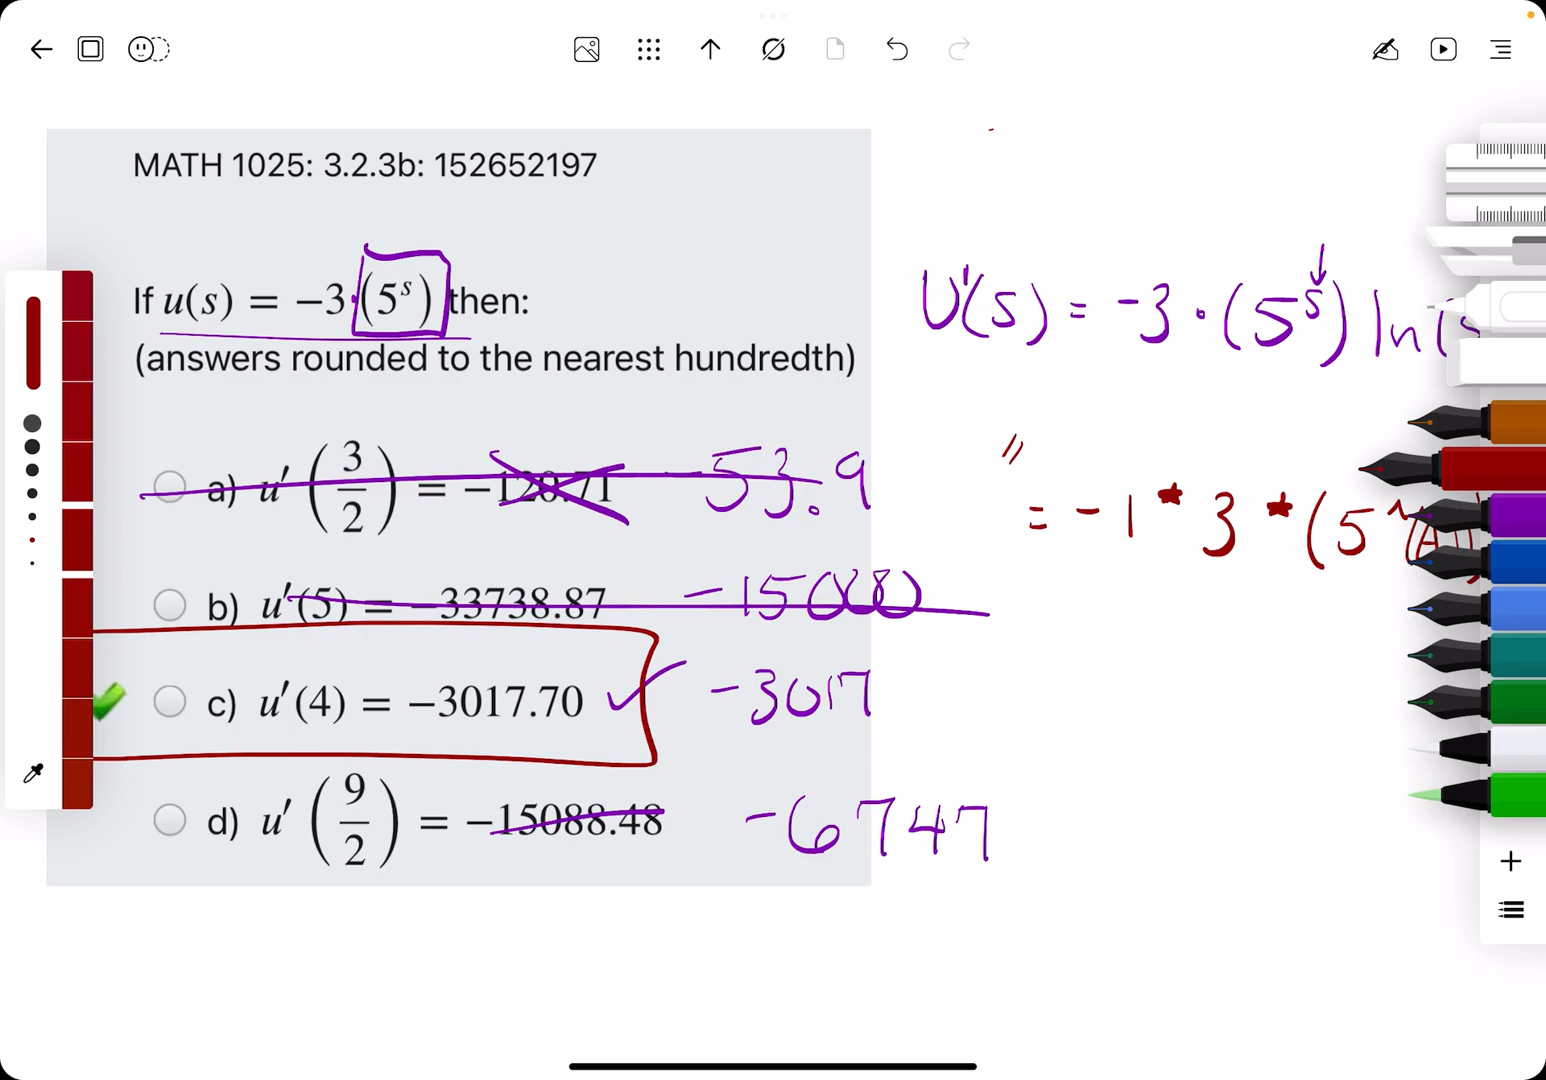 MATH 1025: 3.2.3b: 152652197
If u(s) = −3·(5^s) then:
(answers rounded to the nearest hundredth)
U'(s) = -3 · (5^s) ln(5
a) u′(3/2) = −120.71 -53.9
= -1 * 3 * (5^
b) u′(5) = −33738.87
c) u′(4) = −3017.70 ✓ -3017
d) u′(9/2) = −15088.48 -6747